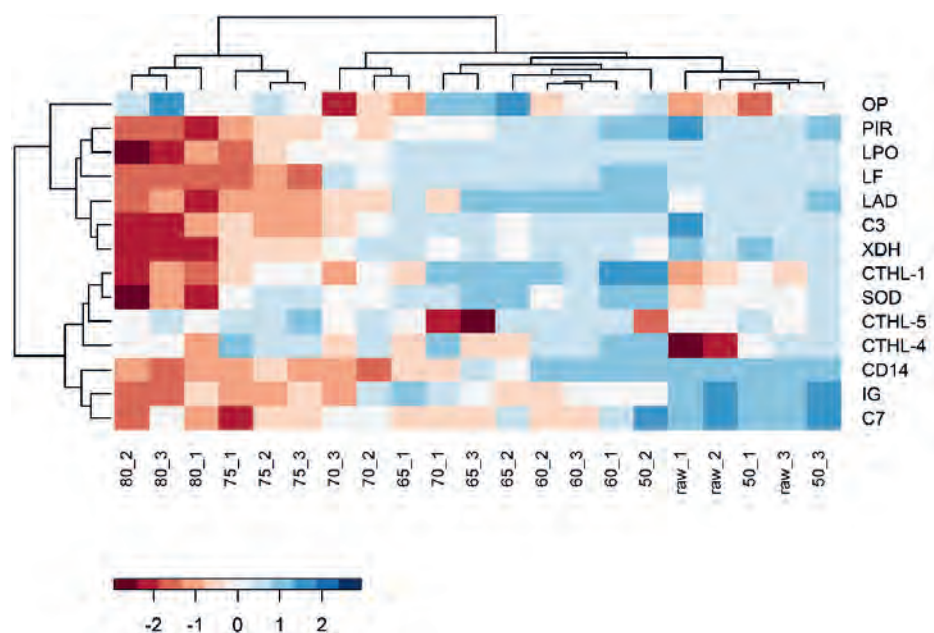 OP
PIR
LPO
LF
LAD
C3
XDH
CTHL-1
SOD
CTHL-5
CTHL-4
CD14
IG
C7
80_2
80_3
80_1
75_1
75_2
75_3
70_3
70_2
65_1
70_1
65_3
65_2
60_2
60_3
60_1
50_2
raw_1
raw_2
50_1
raw_3
50_3
-2 -1 0 1 2